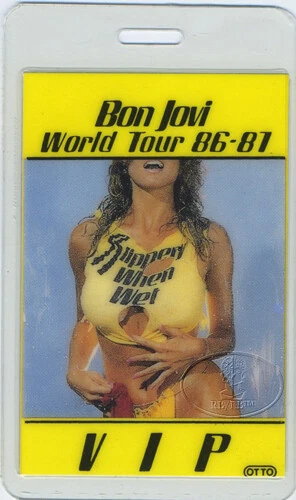 Bon Jovi
World Tour 86-87
Slippery
When
Wet
VIP
OTTO